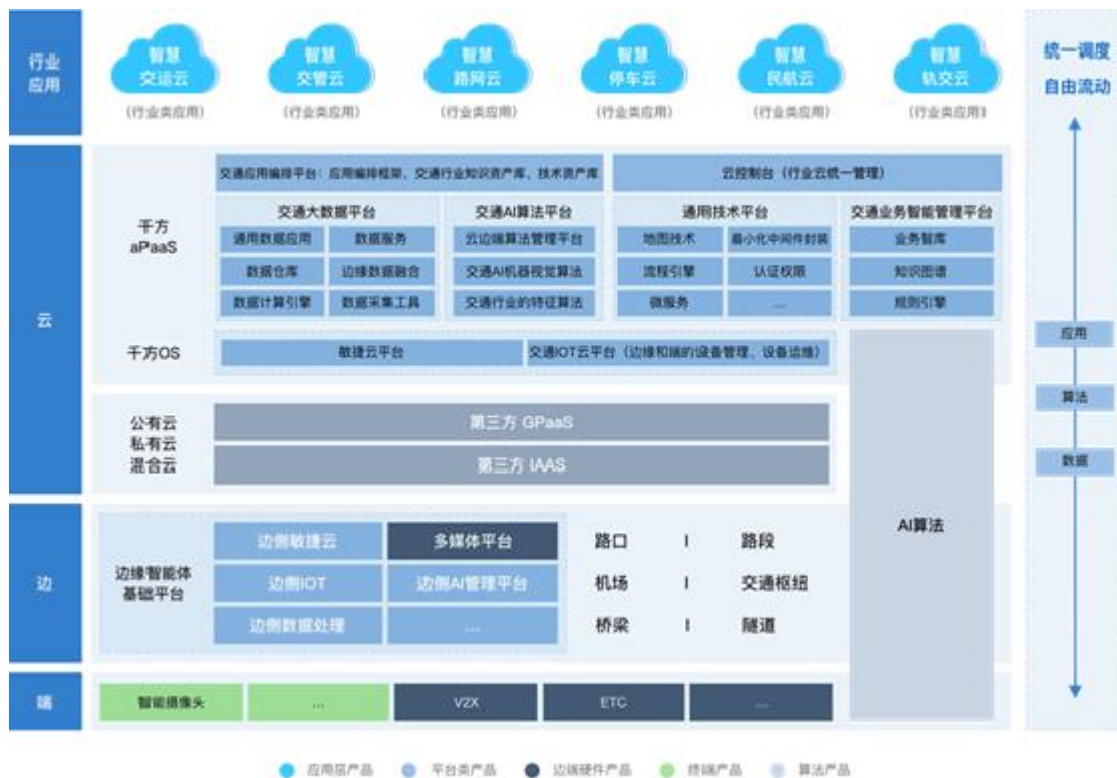 行业
应用
智慧
交运云
智慧
交管云
智慧
路网云
智慧
停车云
智慧
民航云
智慧
轨交云
(行业类应用)
(行业类应用)
(行业类应用)
(行业类应用)
(行业类应用)
(行业类应用)
统一调度
自由流动
云
千方
aPaaS
交通应用编排平台：应用编排框架、交通行业知识资产库、技术资产库
云控制台（行业云统一管理）
交通大数据平台
交通AI算法平台
通用技术平台
交通业务智能管理平台
通用数据应用
数据服务
云边端算法管理平台
地图技术
最小化中间件封装
业务智库
数据仓库
边缘数据融合
交通AI机器视觉算法
流程引擎
认证权限
知识图谱
数据计算引擎
数据采集工具
交通行业的特征算法
微服务
...
规则引擎
千方OS
敏捷云平台
交通IOT云平台（边缘和端的设备管理、设备运维）
公有云
私有云
混合云
第三方 GPaaS
第三方 IAAS
应用
算法
数据
AI算法
边
边缘智能体
基础平台
边侧敏捷云
多媒体平台
边侧IOT
边侧AI管理平台
边侧数据处理
...
路口 | 路段
机场 | 交通枢纽
桥梁 | 隧道
端
智能摄像头
...
V2X
ETC
...
应用层产品
平台类产品
边端硬件产品
终端产品
算法产品